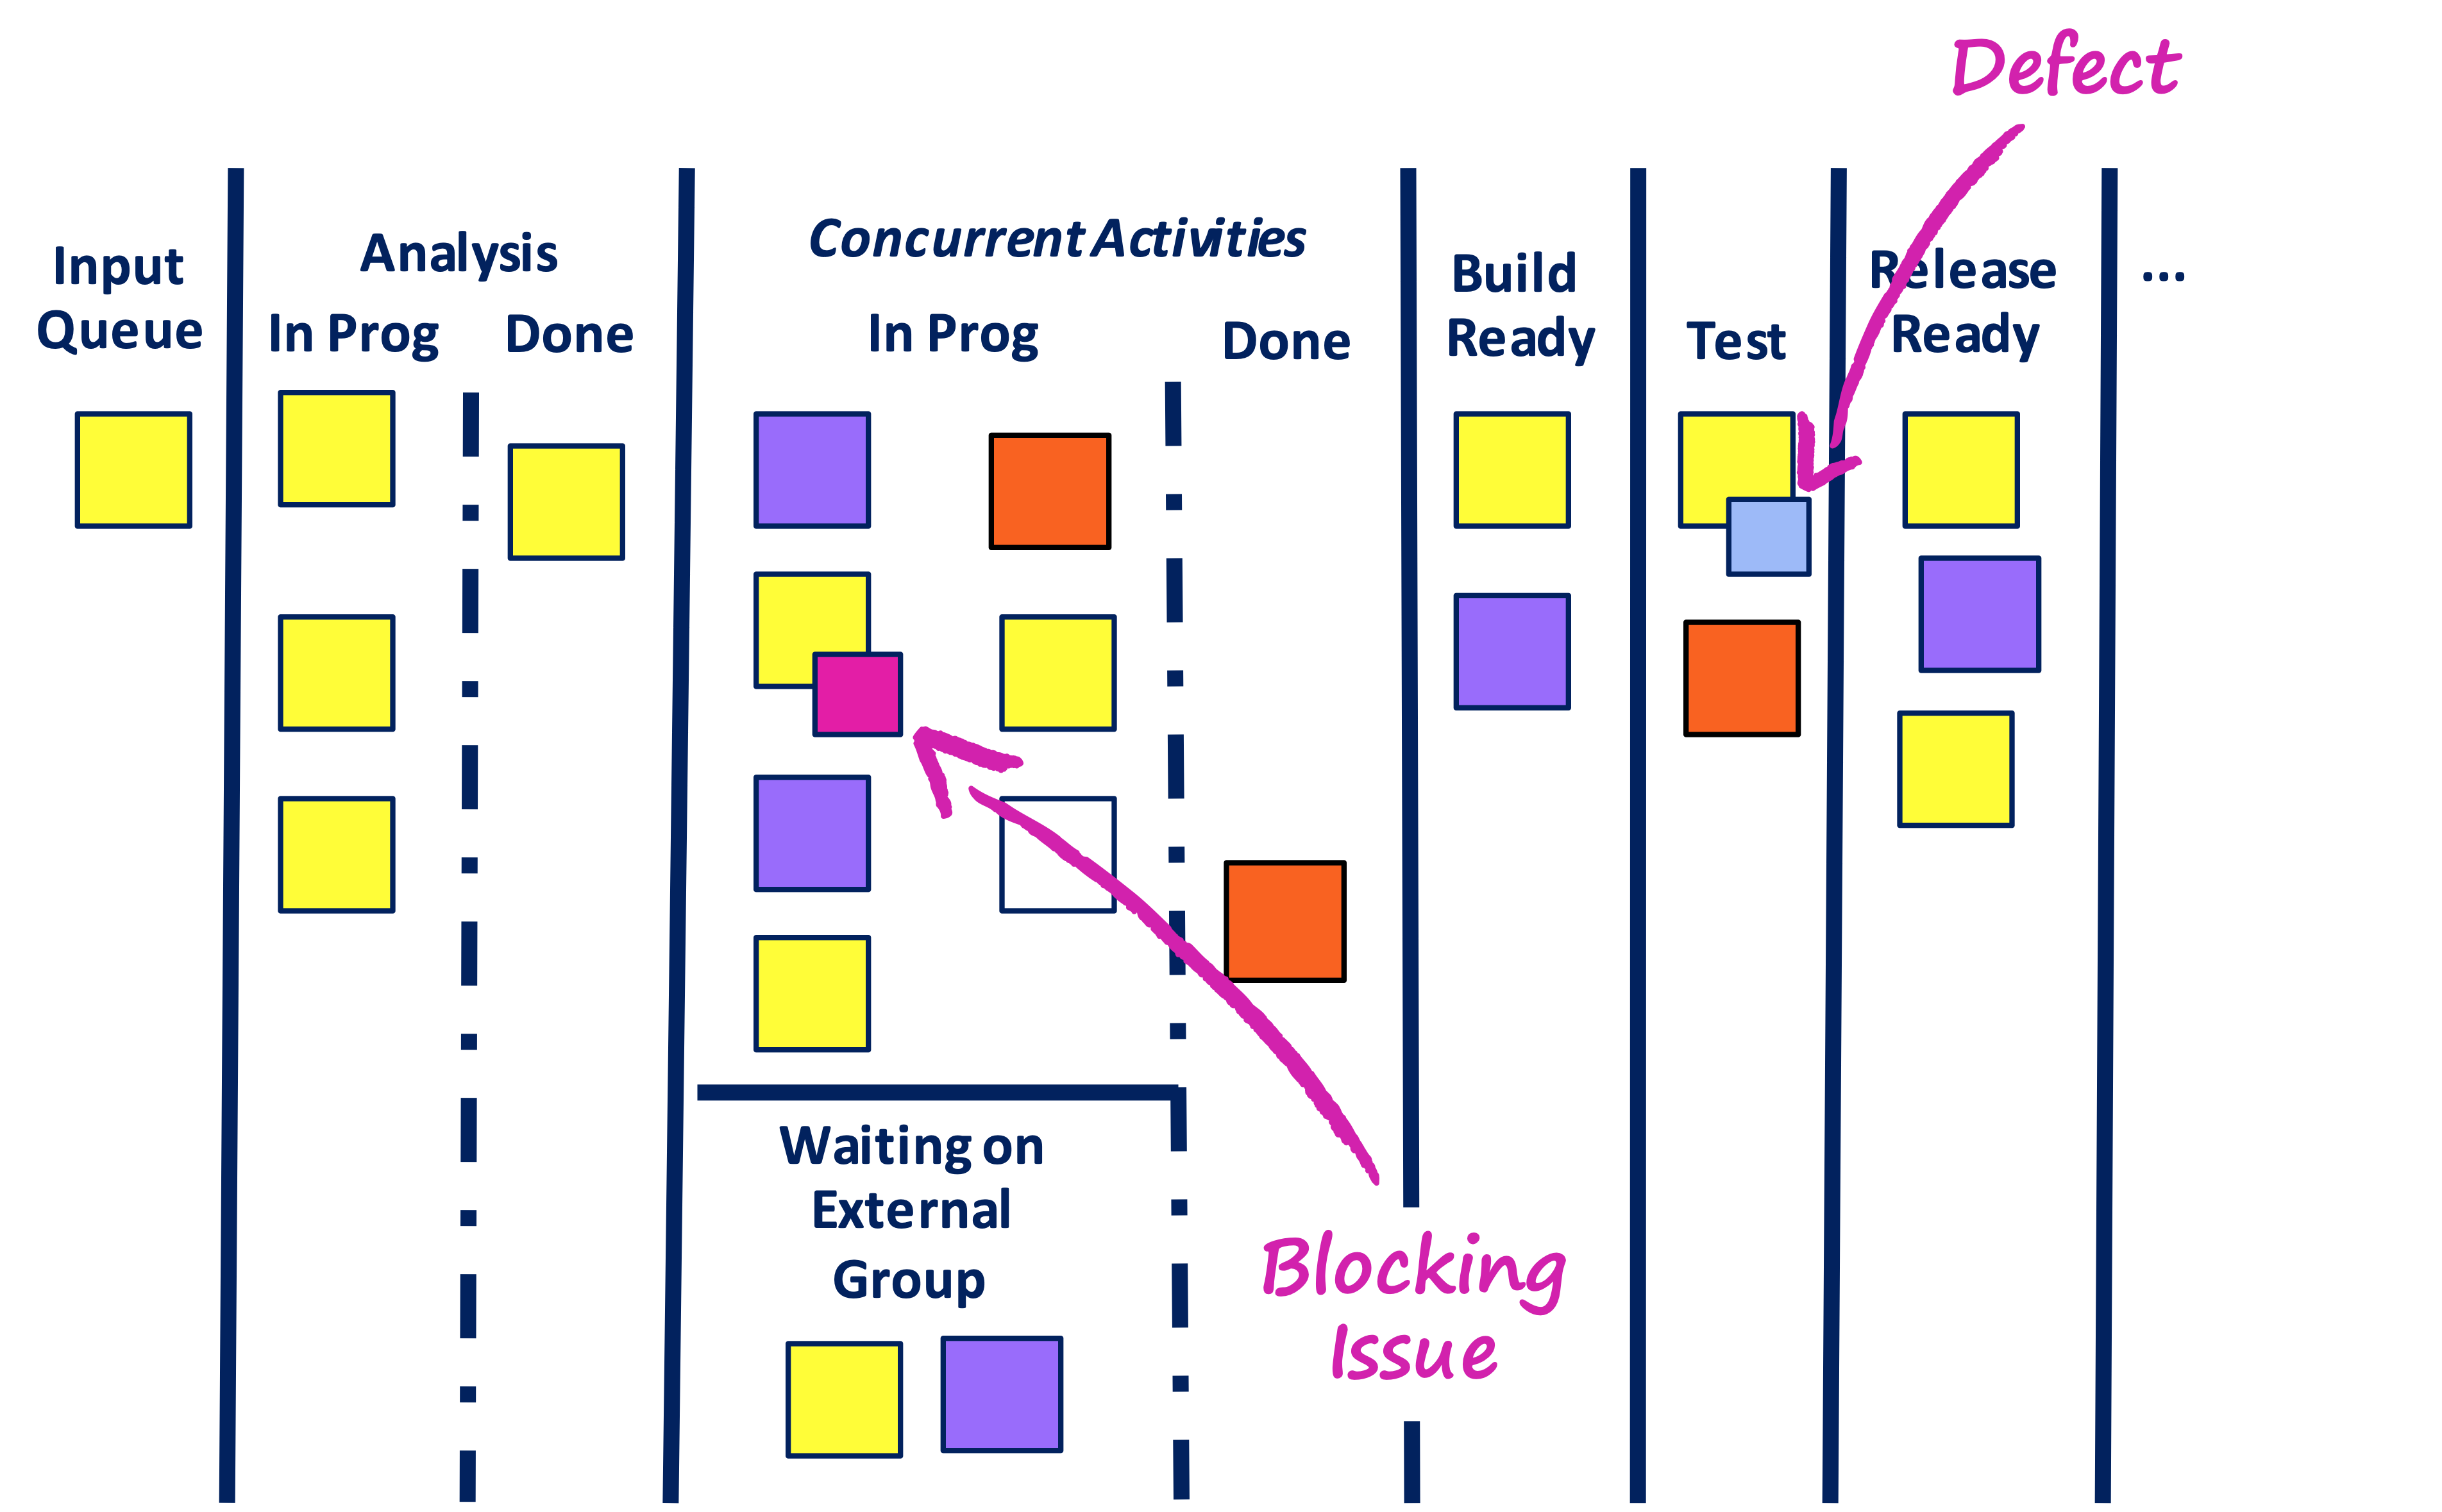 Defect
Input
Queue
Analysis
In Prog
Done
Concurrent Activities
In Prog
Done
Build
Ready
Test
Release
Ready
...
Waiting on
External
Group
Blocking
Issue